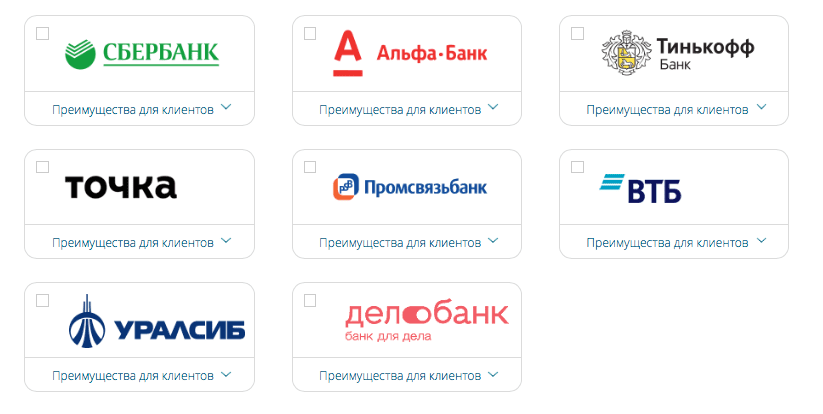 СБЕРБАНК
Преимущества для клиентов
Альфа·Банк
Преимущества для клиентов
Тинькофф
Банк
Преимущества для клиентов
точка
Преимущества для клиентов
Промсвязьбанк
Преимущества для клиентов
ВТБ
Преимущества для клиентов
УРАЛСИБ
Преимущества для клиентов
делобанк
банк для дела
Преимущества для клиентов